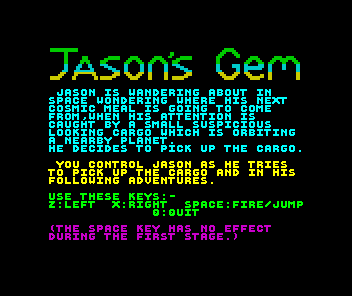 Jason's Gem
JASON IS WANDERING ABOUT IN
SPACE WONDERING WHERE HIS NEXT
COSMIC MEAL IS GOING TO COME
FROM,WHEN HIS ATTENTION IS
CAUGHT BY A SMALL SUSPICIOUS
LOOKING CARGO WHICH IS ORBITING
A NEARBY PLANET.
HE DECIDES TO PICK UP THE CARGO.
YOU CONTROL JASON AS HE TRIES
TO PICK UP THE CARGO AND IN HIS
FOLLOWING ADVENTURES.
USE THESE KEYS:-
Z:LEFT X:RIGHT SPACE:FIRE/JUMP
Q:QUIT
(THE SPACE KEY HAS NO EFFECT
DURING THE FIRST STAGE.)